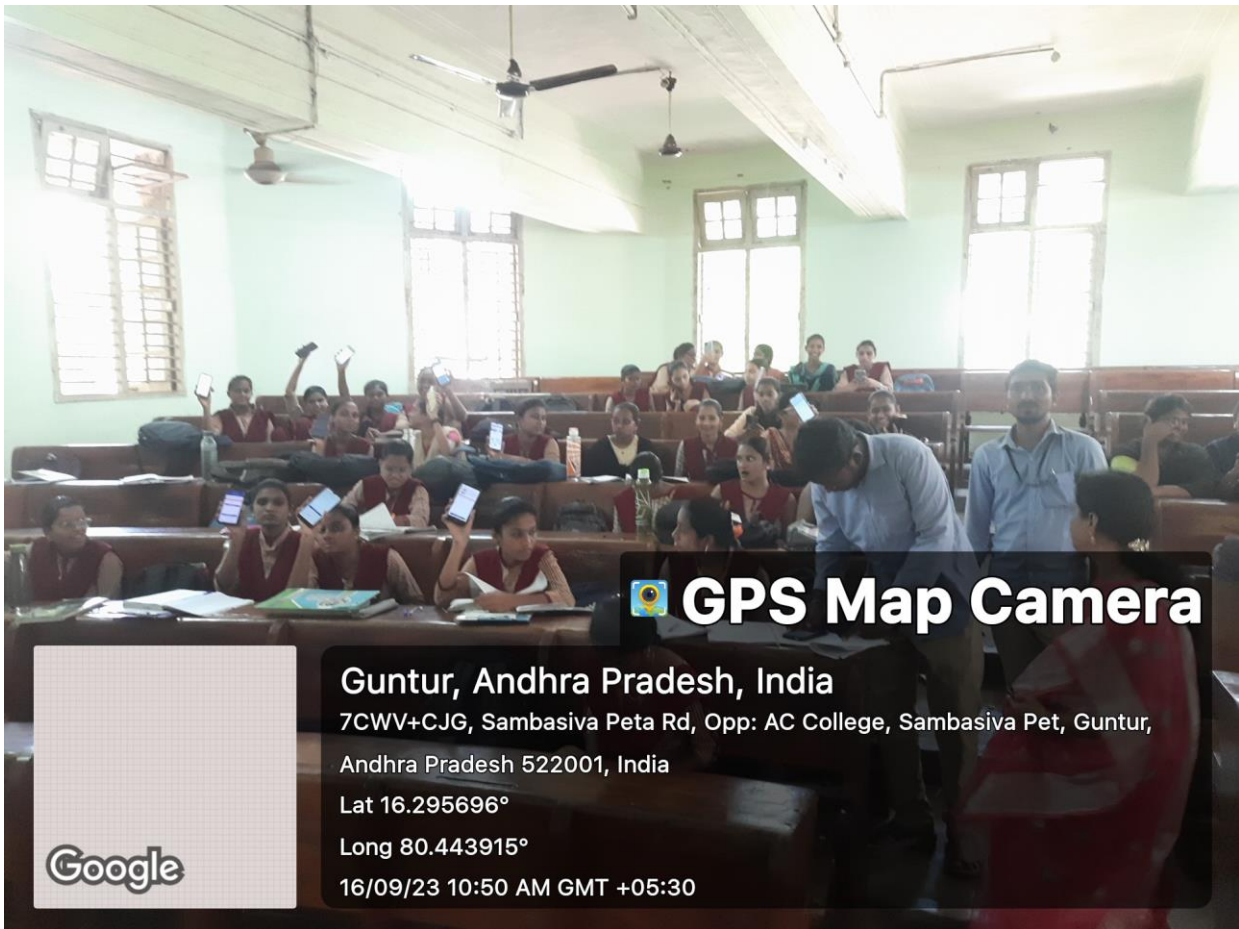 GPS Map Camera
Guntur, Andhra Pradesh, India
7CWV+CJG, Sambasiva Peta Rd, Opp: AC College, Sambasiva Pet, Guntur,
Andhra Pradesh 522001, India
Lat 16.295696°
Long 80.443915°
16/09/23 10:50 AM GMT +05:30
Google